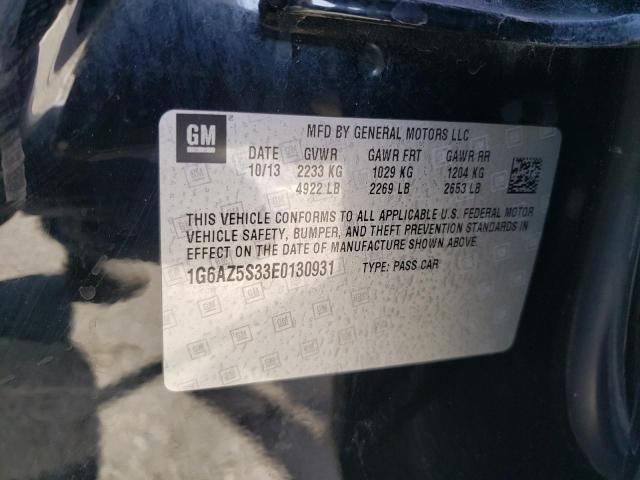 GM
MFD BY GENERAL MOTORS LLC
DATE GVWR GAWR FRT GAWR RR
10/13 2233 KG 1029 KG 1204 KG
4922 LB 2269 LB 2653 LB
THIS VEHICLE CONFORMS TO ALL APPLICABLE U.S. FEDERAL MOTOR
VEHICLE SAFETY, BUMPER, AND THEFT PREVENTION STANDARDS IN
EFFECT ON THE DATE OF MANUFACTURE SHOWN ABOVE.
1G6AZ5S33E0130931 TYPE: PASS CAR